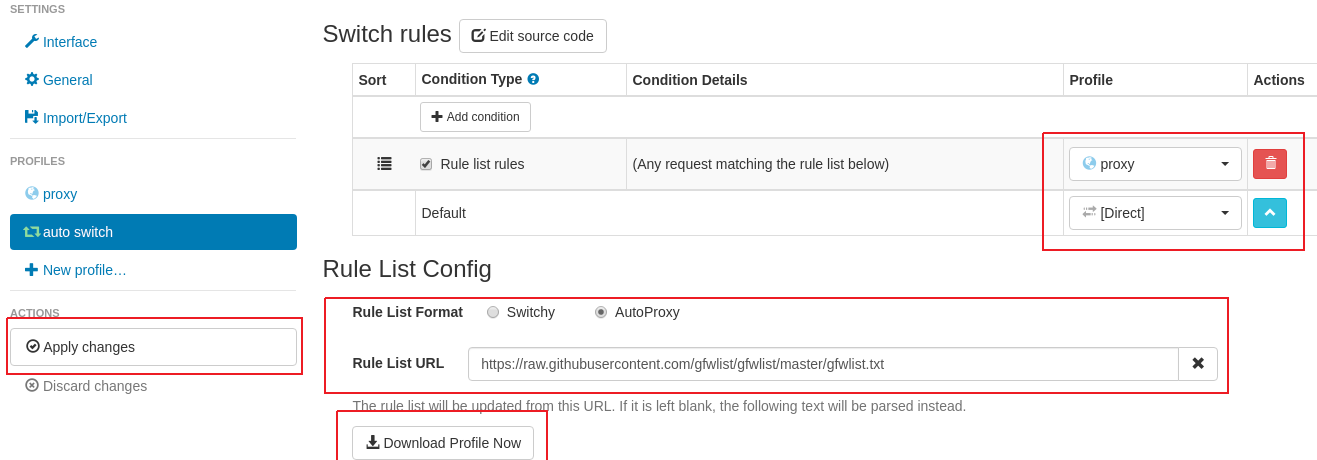 SETTINGS
Interface
General
Import/Export
PROFILES
proxy
auto switch
New profile…
ACTIONS
Apply changes
Discard changes
Switch rules Edit source code
Sort Condition Type Condition Details Profile Actions
Add condition
Rule list rules (Any request matching the rule list below) proxy
Default [Direct]
Rule List Config
Rule List Format Switchy AutoProxy
Rule List URL https://raw.githubusercontent.com/gfwlist/gfwlist/master/gfwlist.txt
The rule list will be updated from this URL. If it is left blank, the following text will be parsed instead.
Download Profile Now